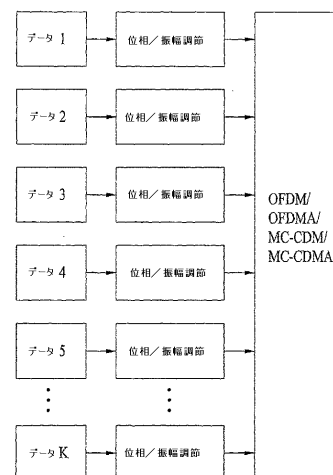 データ 1
位相／振幅調節
データ 2
位相／振幅調節
データ 3
位相／振幅調節
データ 4
位相／振幅調節
データ 5
位相／振幅調節
データ K
位相／振幅調節
OFDM/
OFDMA/
MC-CDM/
MC-CDMA